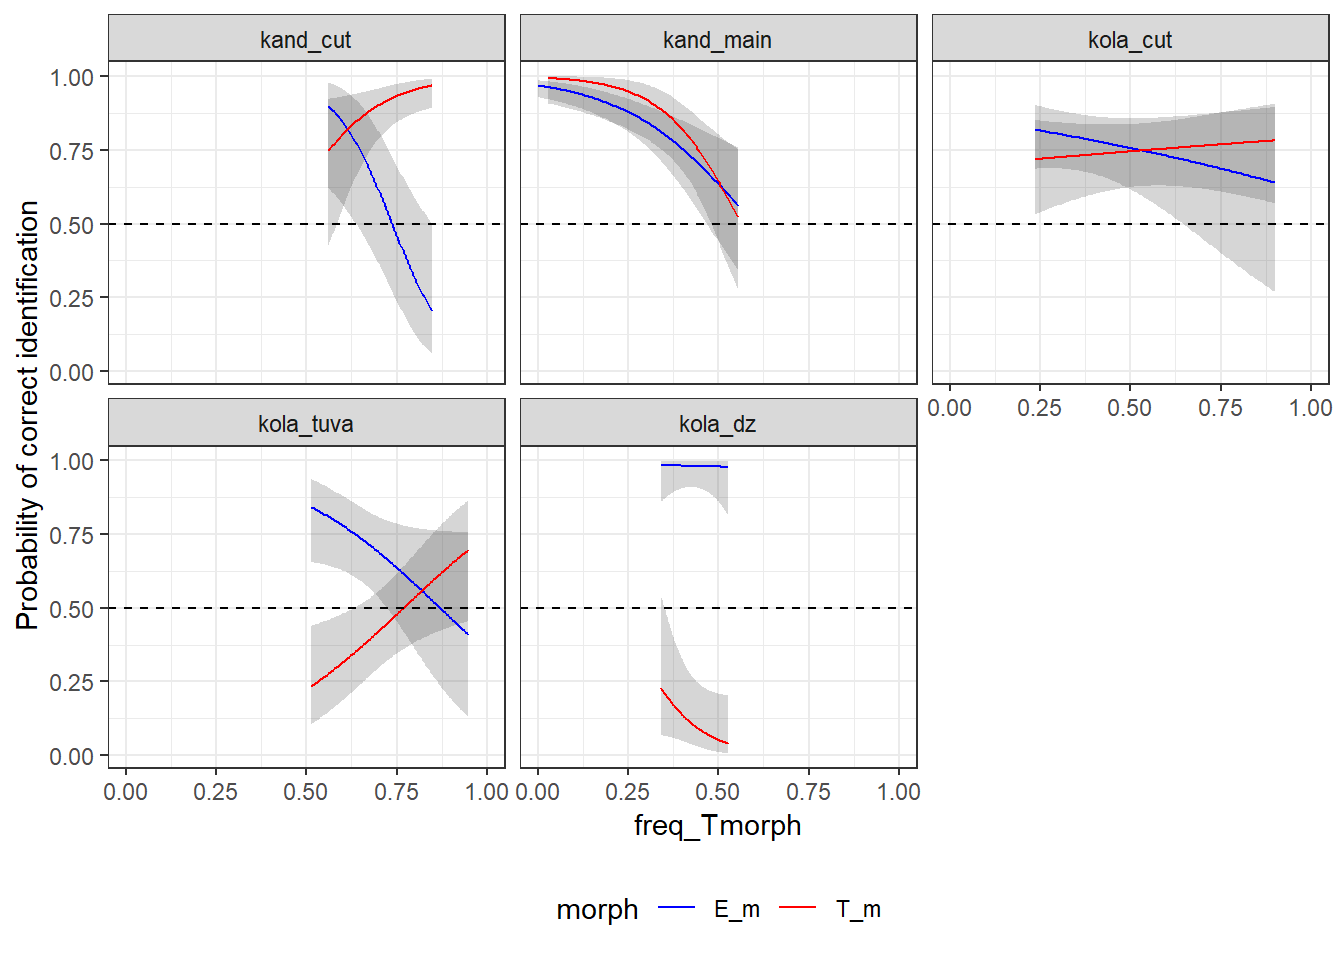 kand_cut kand_main kola_cut
1.00
0.75
0.50
0.25
0.00
0.00 0.25 0.50 0.75 1.00
kola_tuva kola_dz
1.00
0.75
0.50
0.25
0.00
0.00 0.25 0.50 0.75 1.00 0.00 0.25 0.50 0.75 1.00
Probability of correct identification
freq_Tmorph
morph E_m T_m